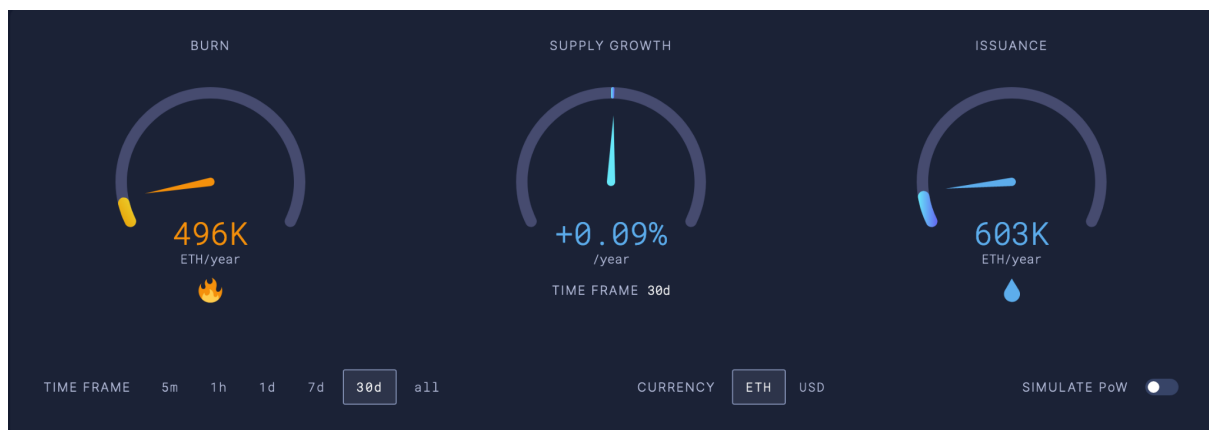 BURN
SUPPLY GROWTH
ISSUANCE
496K
ETH/year
+0.09%
/year
TIME FRAME 30d
603K
ETH/year
TIME FRAME 5m 1h 1d 7d 30d all
CURRENCY ETH USD
SIMULATE PoW